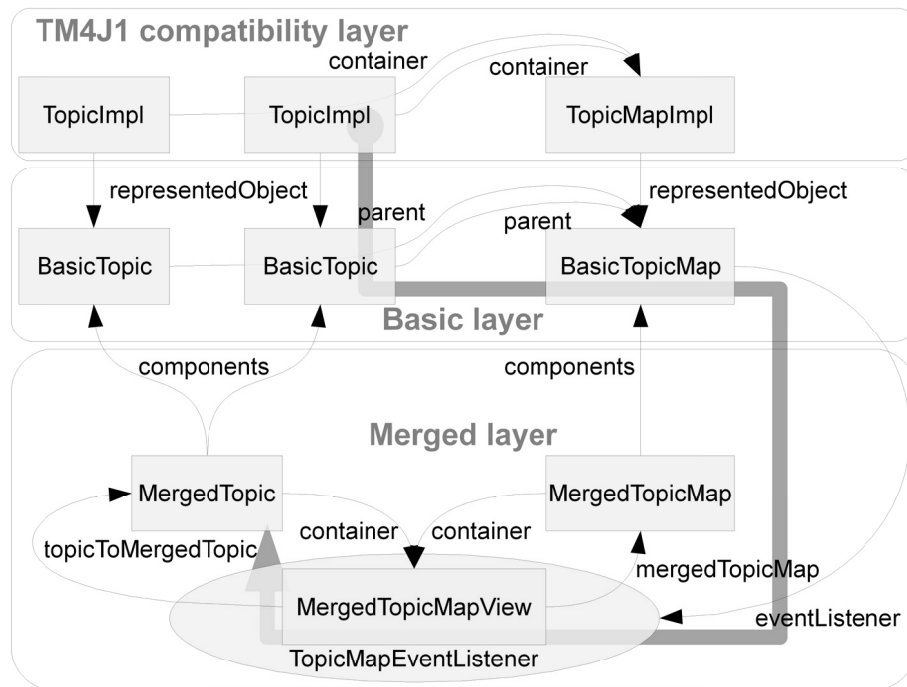 TM4J1 compatibility layer
container
container
TopicImpl
TopicImpl
TopicMapImpl
representedObject
representedObject
parent
parent
BasicTopic
BasicTopic
BasicTopicMap
Basic layer
components
components
Merged layer
MergedTopic
MergedTopicMap
container
container
topicToMergedTopic
mergedTopicMap
MergedTopicMapView
eventListener
TopicMapEventListener